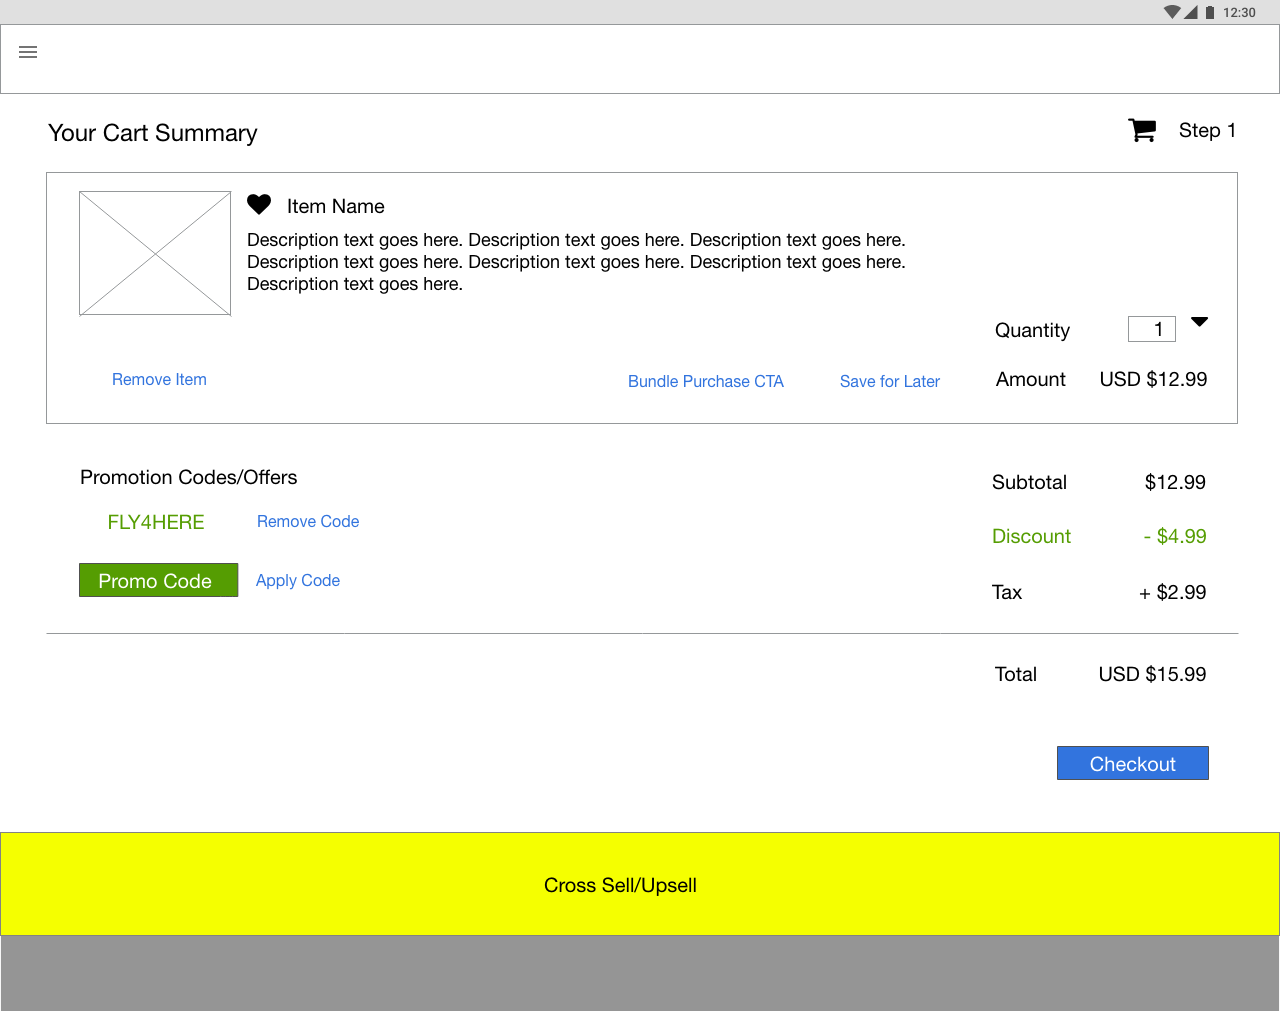 12:30
Your Cart Summary
Step 1
Item Name
Description text goes here. Description text goes here. Description text goes here.
Description text goes here. Description text goes here. Description text goes here.
Description text goes here.
Quantity 1
Remove Item
Bundle Purchase CTA
Save for Later
Amount USD $12.99
Promotion Codes/Offers
FLY4HERE Remove Code
Promo Code Apply Code
Subtotal $12.99
Discount - $4.99
Tax + $2.99
Total USD $15.99
Checkout
Cross Sell/Upsell